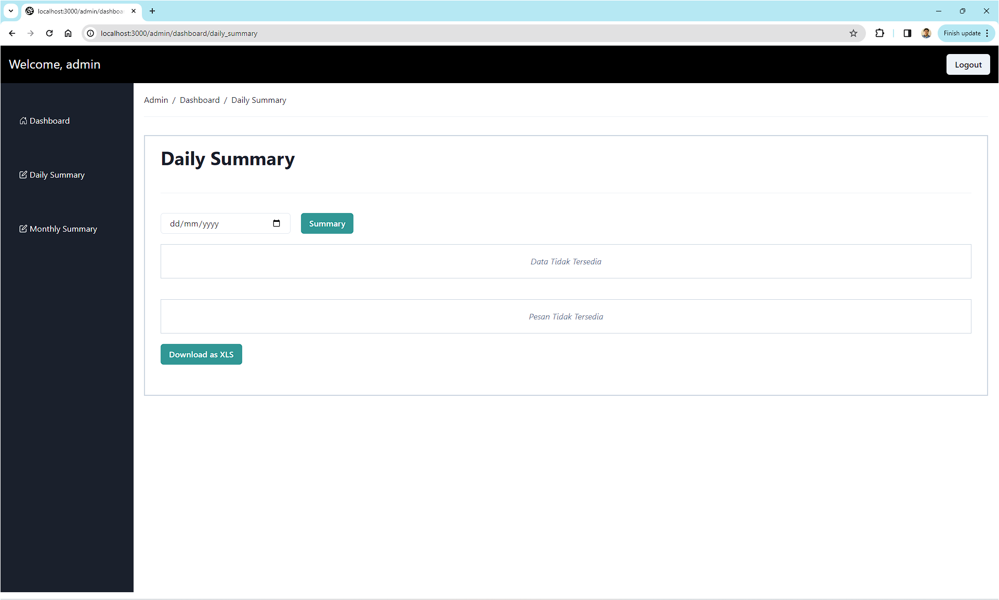 localhost:3000/admin/dashboa
localhost:3000/admin/dashboard/daily_summary
Finish update
Welcome, admin
Logout
Admin / Dashboard / Daily Summary
Dashboard
Daily Summary
Monthly Summary
Daily Summary
dd/mm/yyyy
Summary
Data Tidak Tersedia
Pesan Tidak Tersedia
Download as XLS